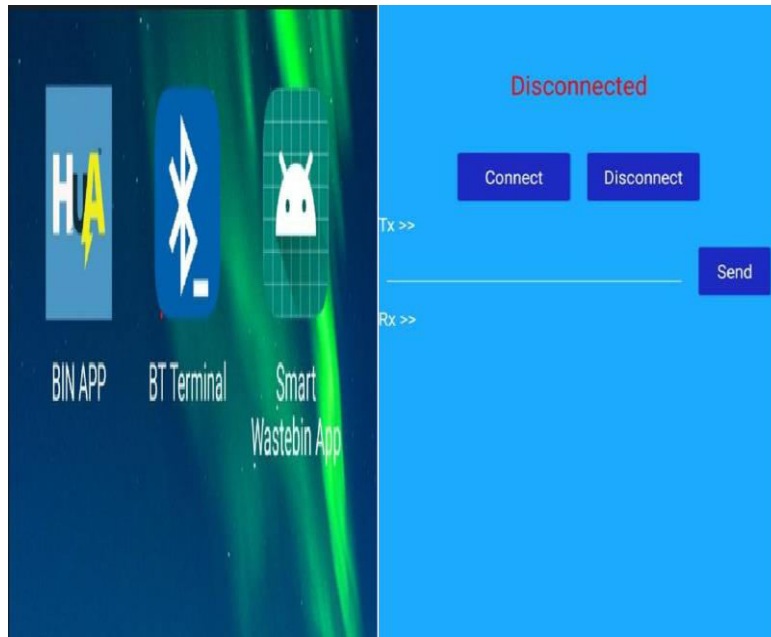 HuA
BIN APP
BT Terminal
Smart
Wastebin App
Disconnected
Connect
Disconnect
Tx >>
Send
Rx >>